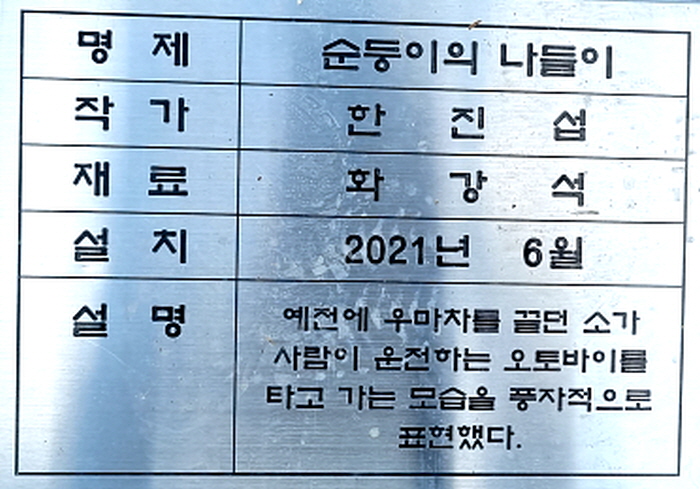 명 제 순둥이의 나들이
작 가 한 진 섭
재 료 화 강 석
설 치 2021년 6월
설 명 예전에 우마차를 끌던 소가
사람이 운전하는 오토바이를
타고 가는 모습을 풍자적으로
표현했다.